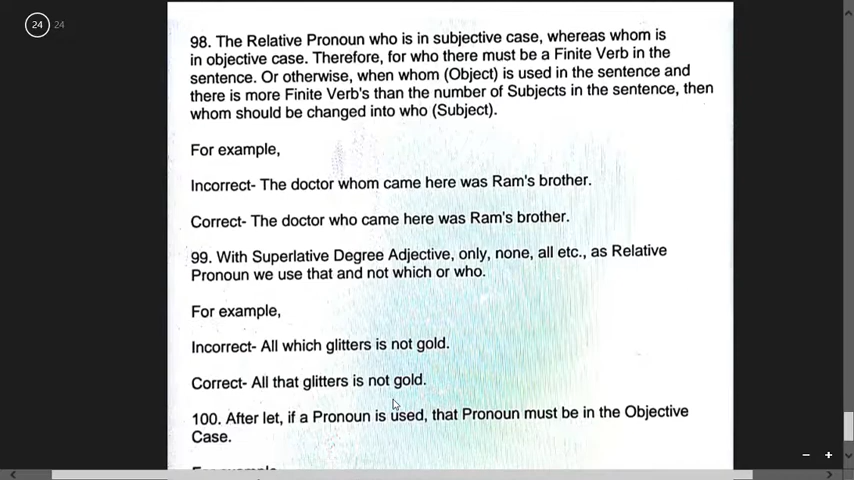 24 24
98. The Relative Pronoun who is in subjective case, whereas whom is
in objective case. Therefore, for who there must be a Finite Verb in the
sentence. Or otherwise, when whom (Object) is used in the sentence and
there is more Finite Verb's than the number of Subjects in the sentence, then
whom should be changed into who (Subject).
For example,
Incorrect- The doctor whom came here was Ram's brother.
Correct- The doctor who came here was Ram's brother.
99. With Superlative Degree Adjective, only, none, all etc., as Relative
Pronoun we use that and not which or who.
For example,
Incorrect- All which glitters is not gold.
Correct- All that glitters is not gold.
100. After let, if a Pronoun is used, that Pronoun must be in the Objective
Case.
For example